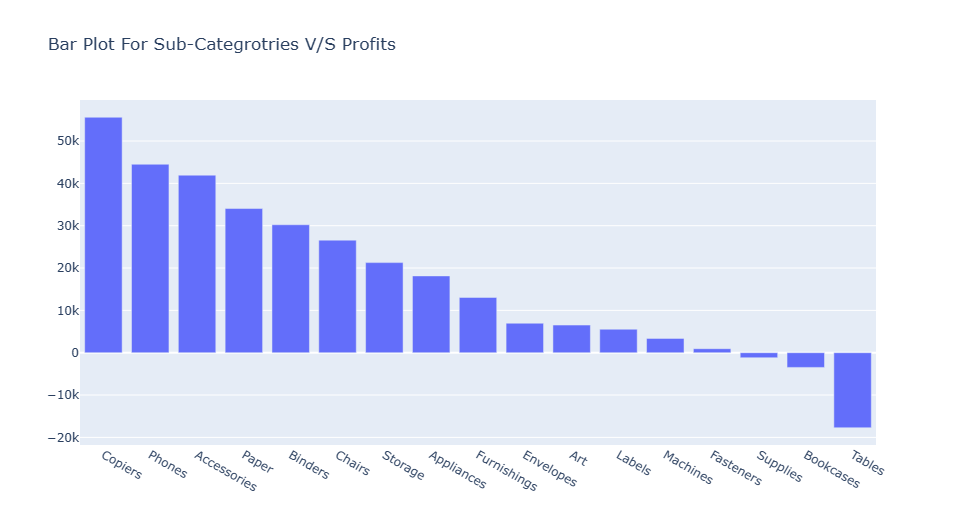 Bar Plot For Sub-Categrotries V/S Profits
50k
40k
30k
20k
10k
0
−10k
−20k
Copiers
Phones
Accessories
Paper
Binders
Chairs
Storage
Appliances
Furnishings
Envelopes
Art
Labels
Machines
Fasteners
Supplies
Bookcases
Tables